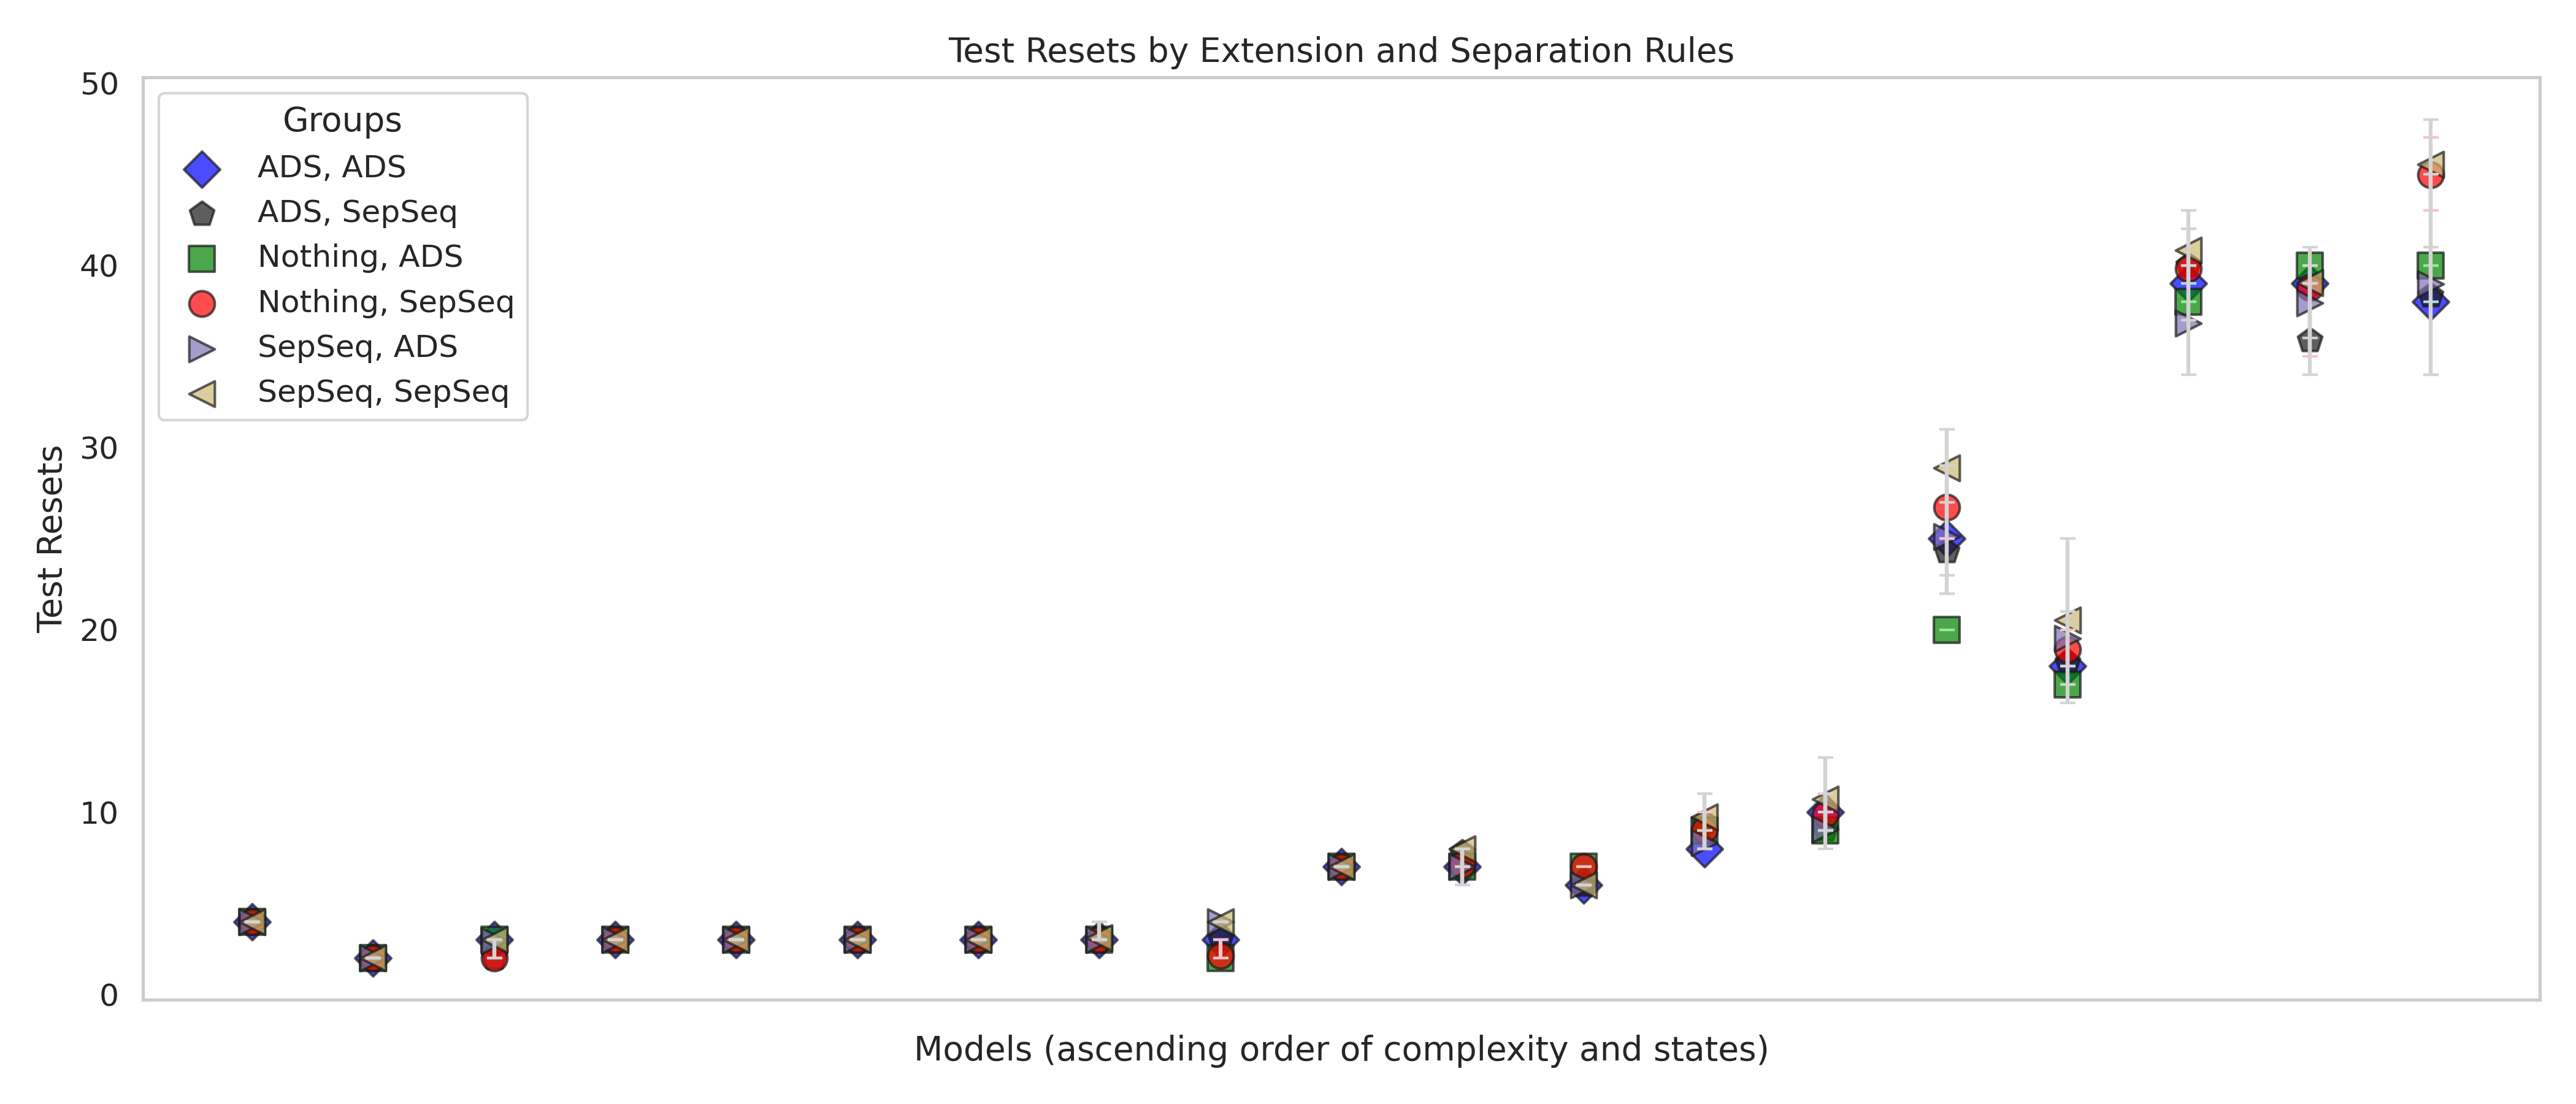 Test Resets by Extension and Separation Rules
50
40
30
20
10
0
Test Resets
Groups
ADS, ADS
ADS, SepSeq
Nothing, ADS
Nothing, SepSeq
SepSeq, ADS
SepSeq, SepSeq
Models (ascending order of complexity and states)